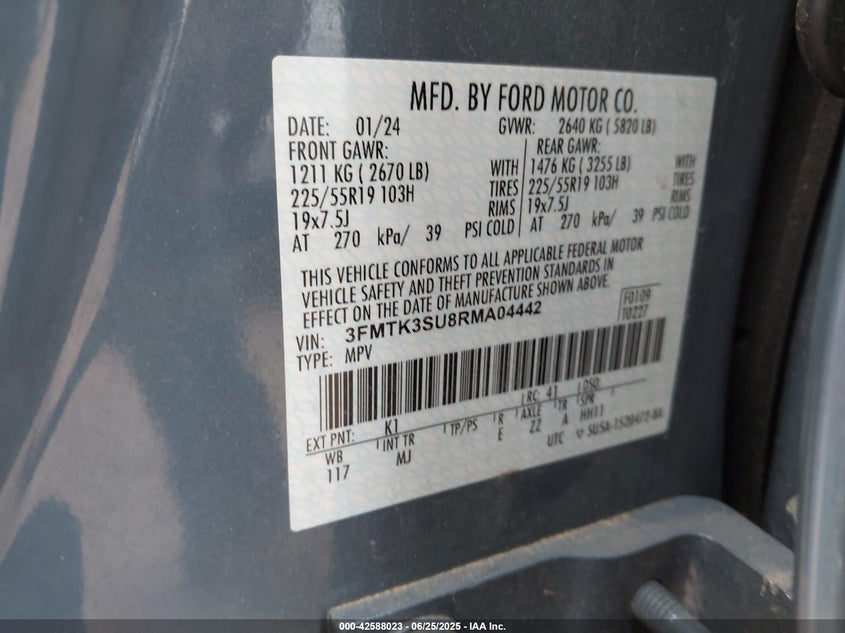 MFD. BY FORD MOTOR CO.
DATE: 01/24 GVWR: 2640 KG ( 5820 LB)
FRONT GAWR: REAR GAWR:
1211 KG ( 2670 LB) WITH 1476 KG ( 3255 LB) WITH
225/55R19 103H TIRES 225/55R19 103H TIRES
19x7.5J RIMS 19x7.5J RIMS
AT 270 kPa/ 39 PSI COLD AT 270 kPa/ 39 PSI COLD
THIS VEHICLE CONFORMS TO ALL APPLICABLE FEDERAL MOTOR
VEHICLE SAFETY AND THEFT PREVENTION STANDARDS IN
EFFECT ON THE DATE OF MANUFACTURE SHOWN ABOVE.
F0109
T0227
VIN: 3FMTK3SU8RMA04442
TYPE: MPV
EXT PNT: K1 RC: 41 DSO:
WB INT TR TP/PS R AXLE TR SPR
117 MJ E ZZ A HH11
UTC
000-42588023 - 06/25/2025 - IAA Inc.